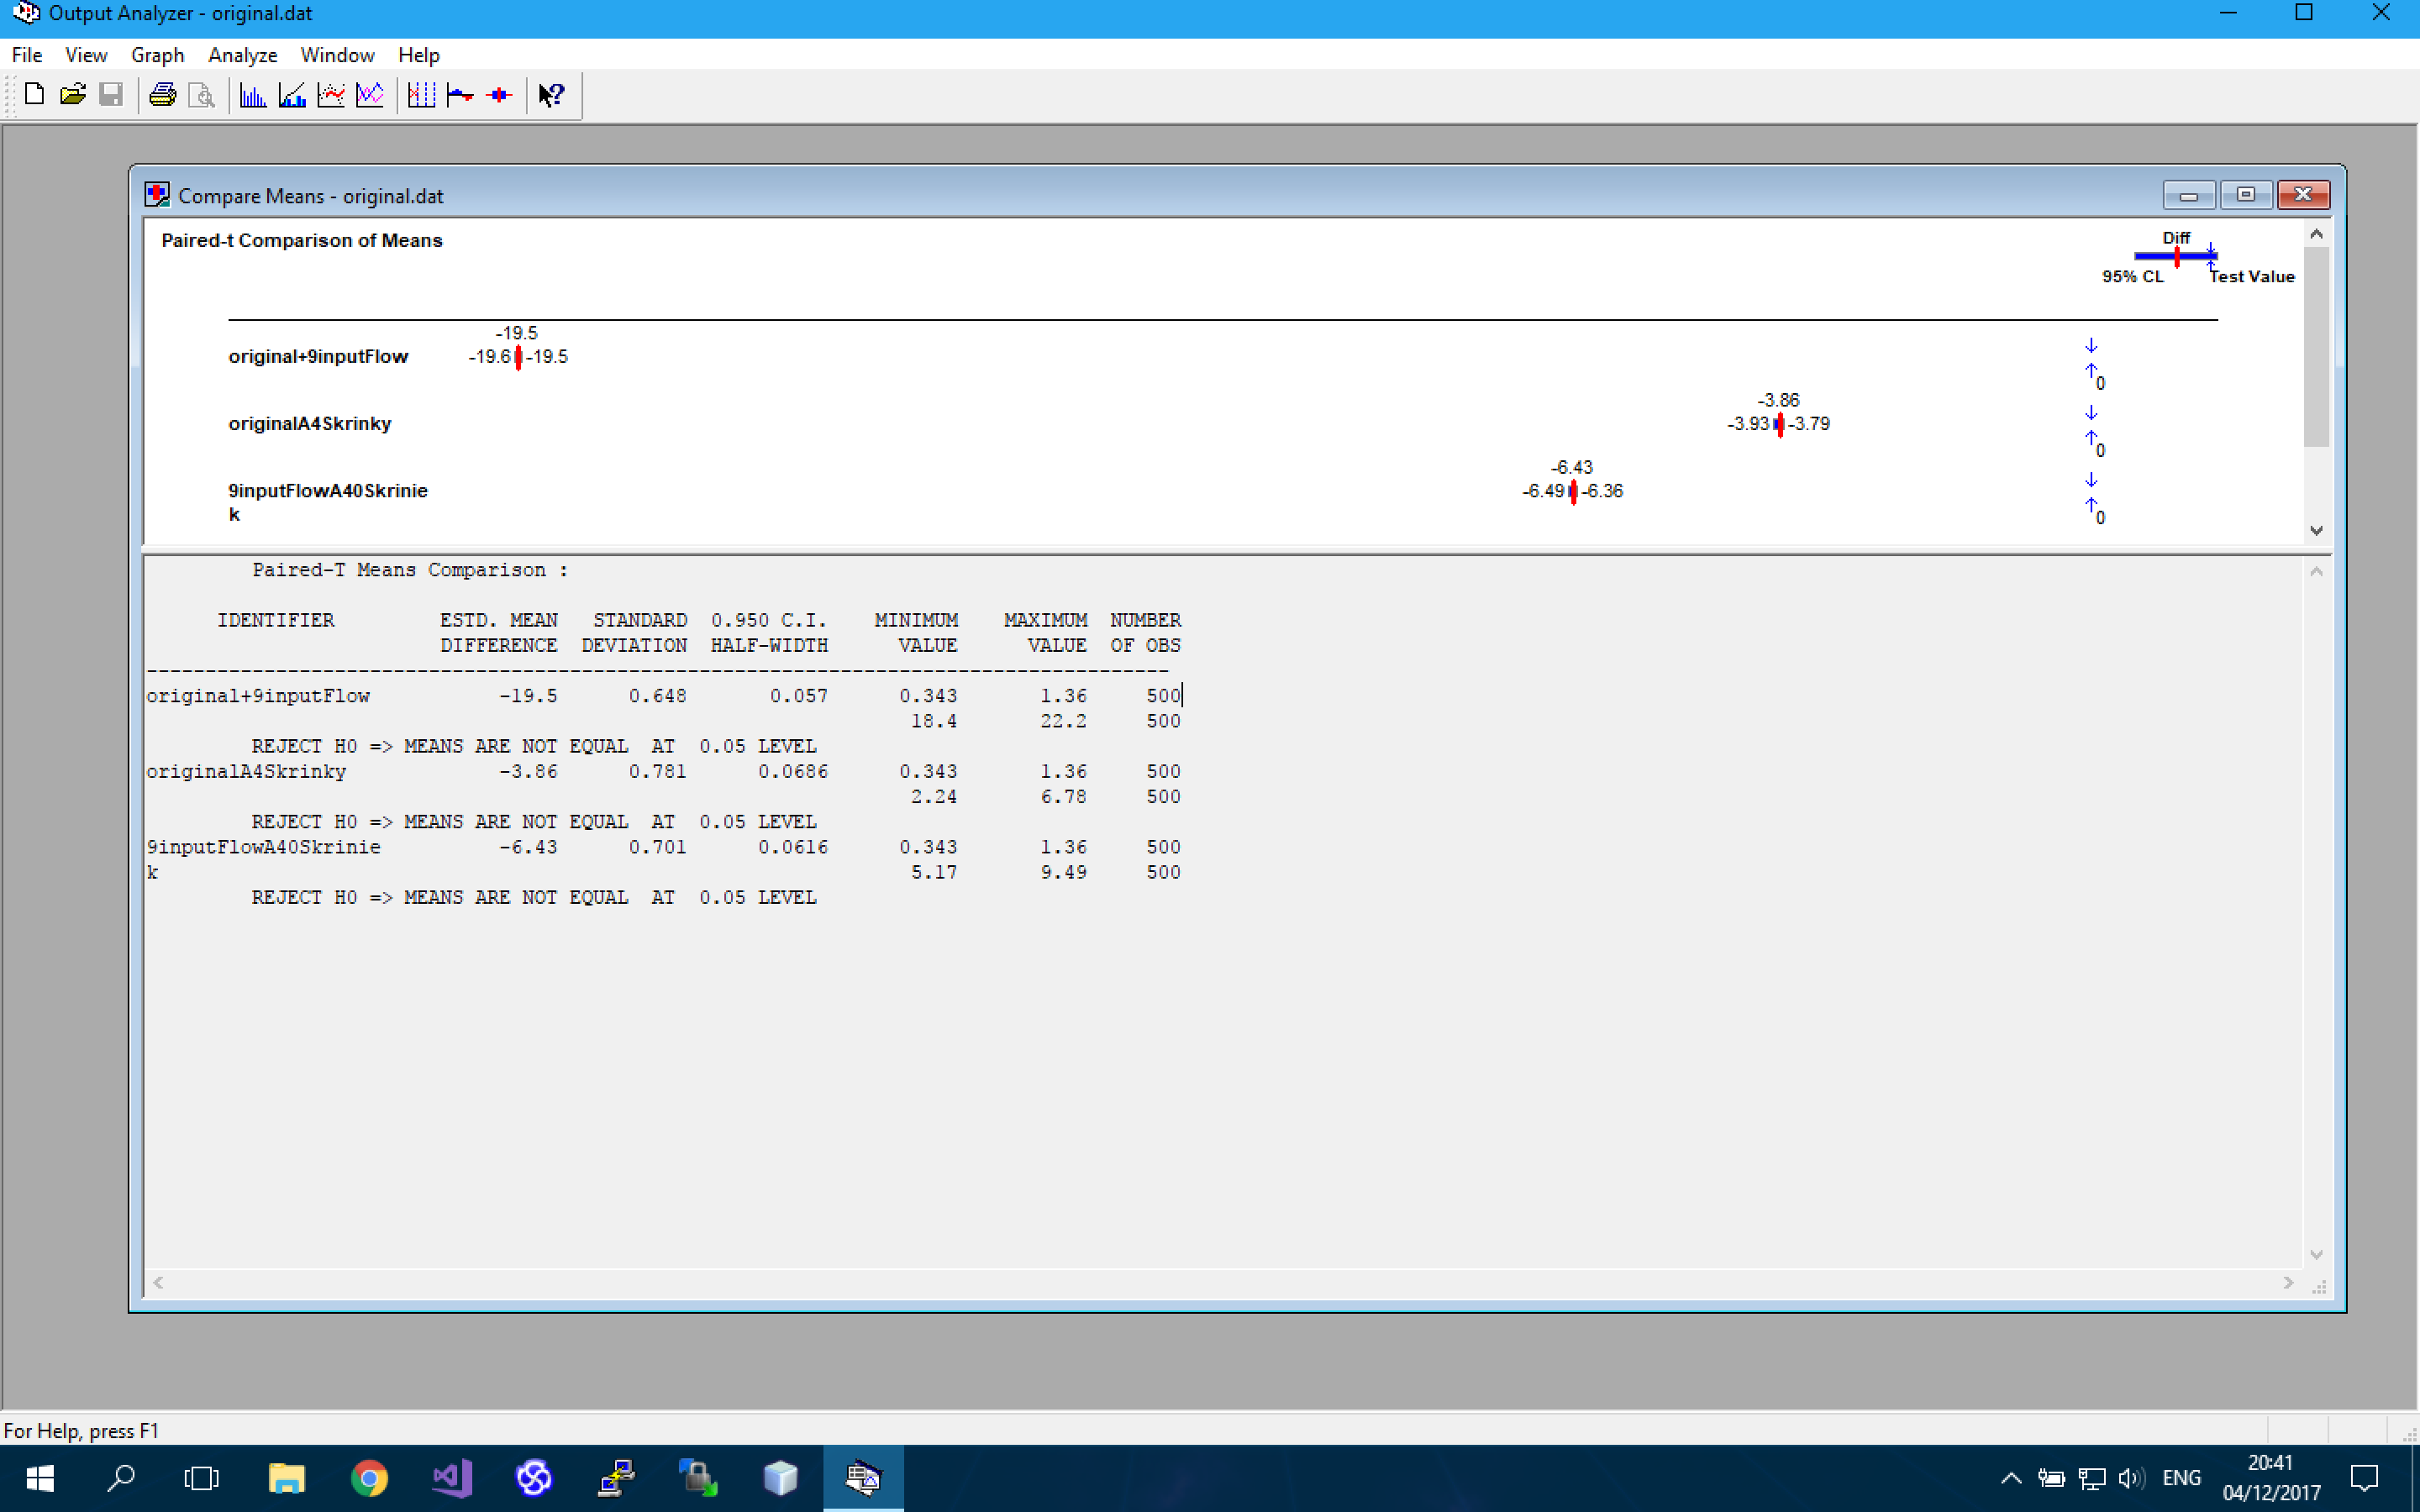 Output Analyzer - original.dat
File View Graph Analyze Window Help
Compare Means - original.dat
Paired-t Comparison of Means
Diff
95% CL Test Value
-19.5
original+9inputFlow -19.6 -19.5
0
-3.86
originalA4Skrinky -3.93 -3.79
0
-6.43
9inputFlowA40Skrinie -6.49 -6.36
k 0
Paired-T Means Comparison :
IDENTIFIER ESTD. MEAN STANDARD 0.950 C.I. MINIMUM MAXIMUM NUMBER
DIFFERENCE DEVIATION HALF-WIDTH VALUE VALUE OF OBS
------------------------------------------------------------------------------------------
original+9inputFlow -19.5 0.648 0.057 0.343 1.36 500
18.4 22.2 500
REJECT H0 => MEANS ARE NOT EQUAL AT 0.05 LEVEL
originalA4Skrinky -3.86 0.781 0.0686 0.343 1.36 500
2.24 6.78 500
REJECT H0 => MEANS ARE NOT EQUAL AT 0.05 LEVEL
9inputFlowA40Skrinie -6.43 0.701 0.0616 0.343 1.36 500
k 5.17 9.49 500
REJECT H0 => MEANS ARE NOT EQUAL AT 0.05 LEVEL
For Help, press F1
20:41
ENG
04/12/2017